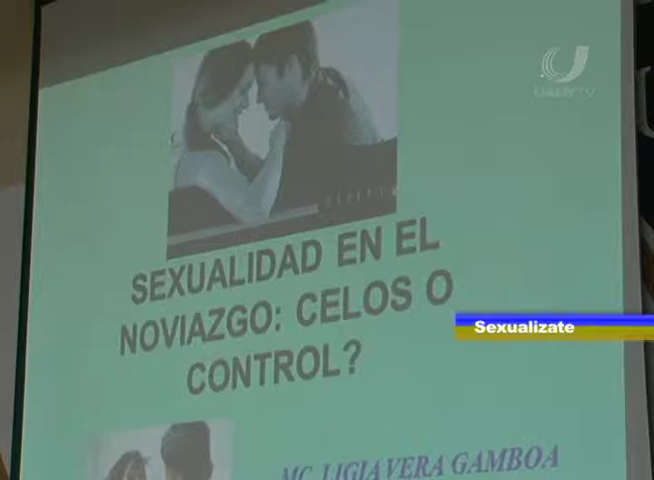 SEXUALIDAD EN EL
NOVIAZGO: CELOS O
CONTROL?
Sexualizate
MC. LIGIA VERA GAMBOA